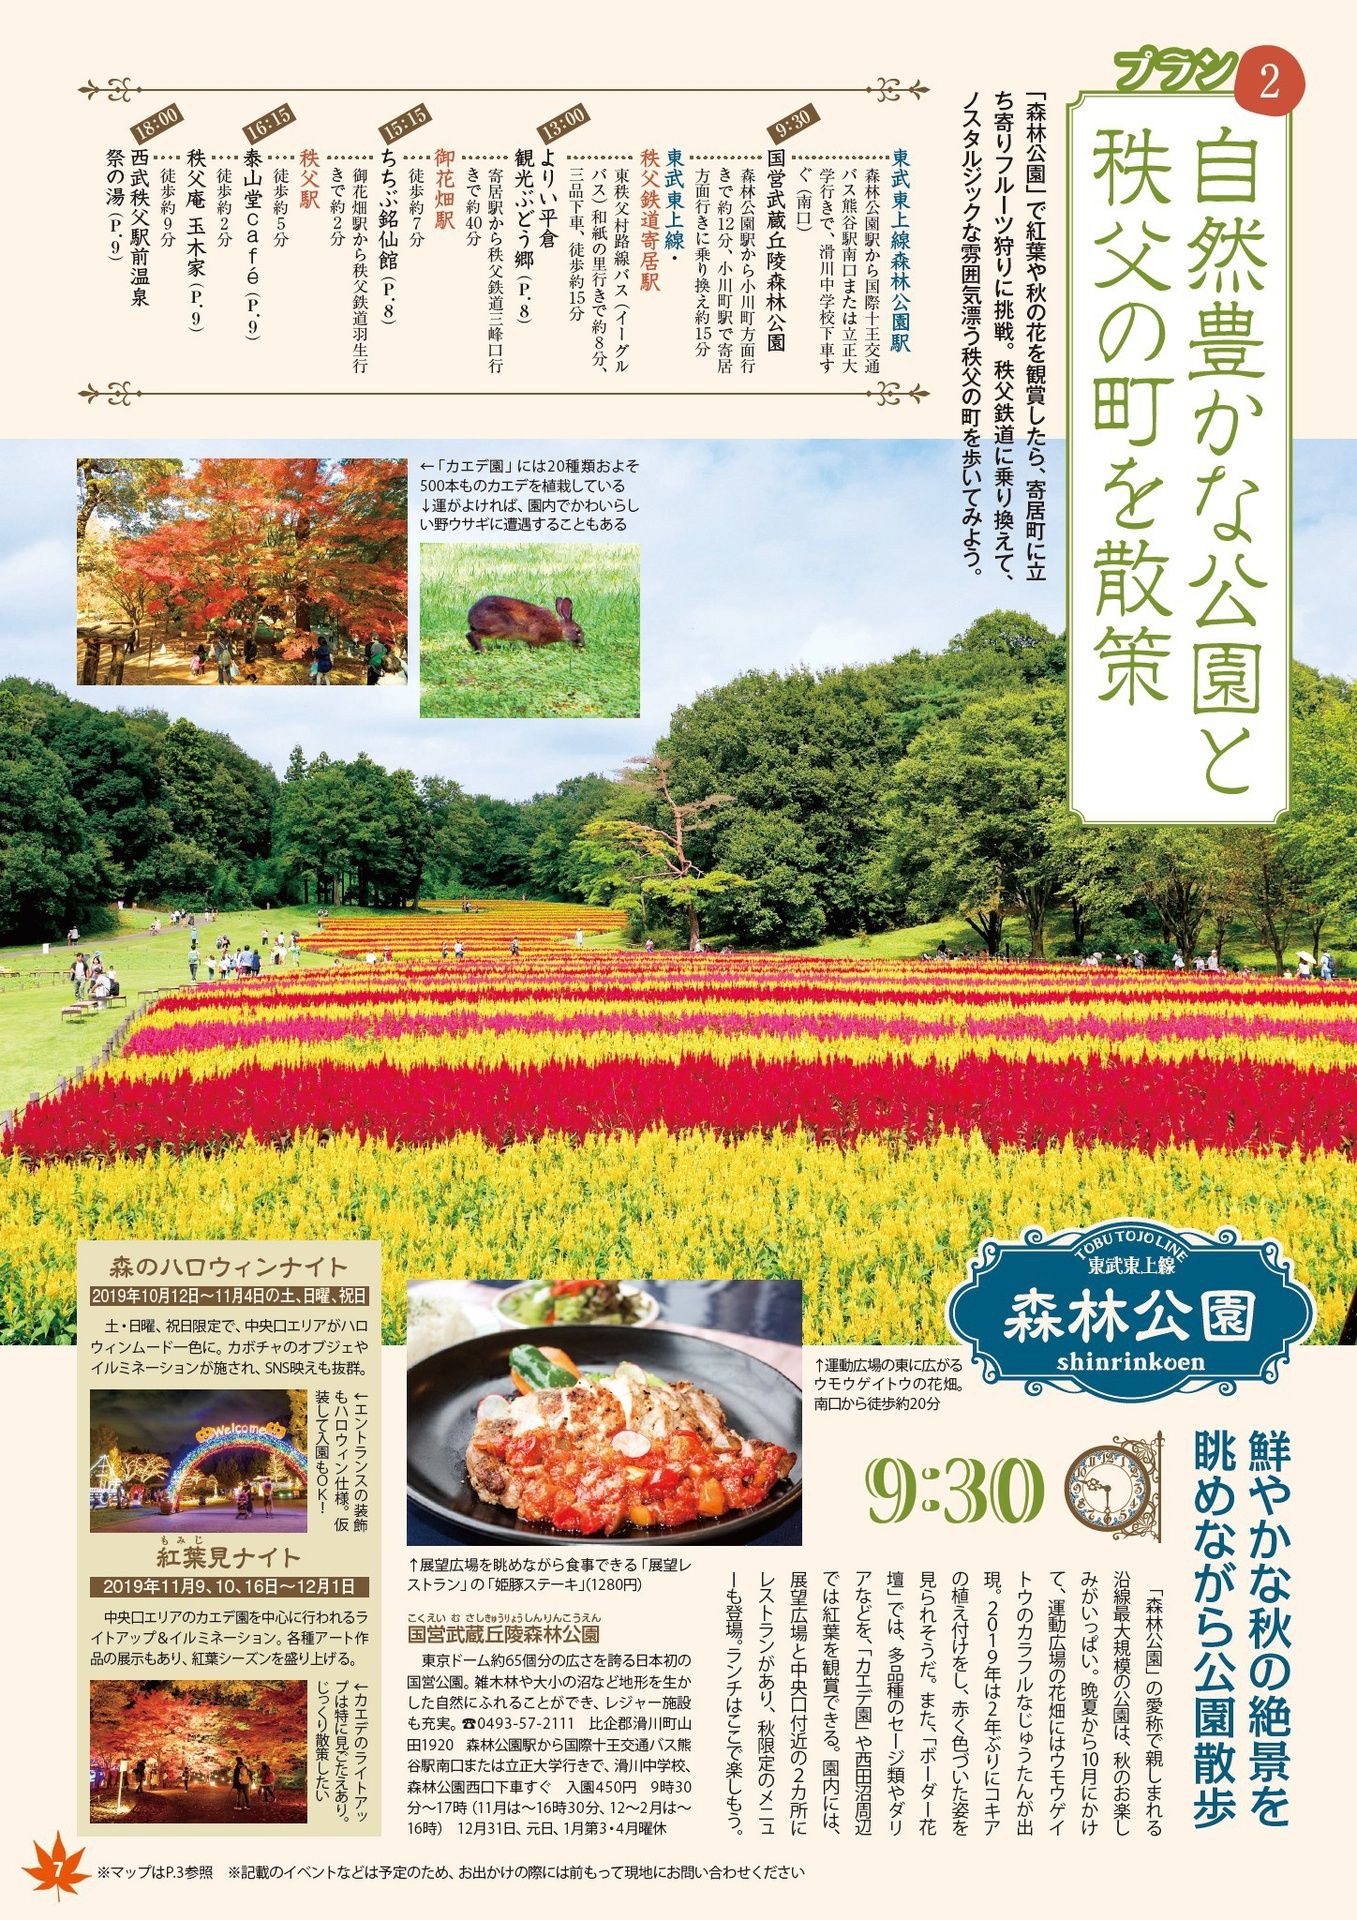 プラン2
自然豊かな公園と
秩父の町を散策
「森林公園」で紅葉や秋の花を観賞したら、寄居町に立
ち寄りフルーツ狩りに挑戦。秩父鉄道に乗り換えて、
ノスタルジックな雰囲気漂う秩父の町を歩いてみよう。
東武東上線森林公園駅
森林公園駅から国際十王交通
バス熊谷駅南口または立正大
学行きで、滑川中学校下車す
ぐ(南口)
9:30
国営武蔵丘陵森林公園
森林公園駅から小川町方面行
きで約12分、小川町駅で寄居
方面行きに乗り換え約15分
東武東上線・
秩父鉄道寄居駅
東秩父村路線バス(イーグル
バス)和紙の里行きで約8分、
三品下車、徒歩約15分
13:00
よりい平倉
観光ぶどう郷(P.8)
寄居駅から秩父鉄道三峰口行
きで約40分
御花畑駅
徒歩約7分
15:15
ちちぶ銘仙館(P.8)
御花畑駅から秩父鉄道羽生行
きで約2分
秩父駅
徒歩約5分
16:15
泰山堂café(P.9)
徒歩約2分
秩父庵 玉木家(P.9)
徒歩約9分
18:00
西武秩父駅前温泉
祭の湯(P.9)
←「カエデ園」には20種類およそ
500本ものカエデを植栽している
↓運がよければ、園内でかわいらし
い野ウサギに遭遇することもある
TOBU TOJO LINE
東武東上線
森林公園
shinrinkoen
↑運動広場の東に広がる
ウモウゲイトウの花畑。
南口から徒歩約20分
9:30
鮮やかな秋の絶景を
眺めながら公園散歩
「森林公園」の愛称で親しまれる
沿線最大規模の公園は、秋のお楽し
みがいっぱい。晩夏から10月にかけ
て、運動広場の花畑にはウモウゲイ
トウのカラフルなじゅうたんが出
現。2019年は2年ぶりにコキア
の植え付けをし、赤く色づいた姿を
見られそうだ。また、「ボーダー花
壇」では、多品種のセージ類やダリ
アなどを、「カエデ園」や西田沼周辺
では紅葉を観賞できる。園内には、
展望広場と中央口付近の2カ所に
レストランがあり、秋限定のメニュ
ーも登場。ランチはここで楽しもう。
森のハロウィンナイト
2019年10月12日～11月4日の土、日曜、祝日
土・日曜、祝日限定で、中央口エリアがハロ
ウィンムード一色に。カボチャのオブジェや
イルミネーションが施され、SNS映えも抜群。
Welcome
←エントランスの装飾
もハロウィン仕様。仮
装して入園もOK!
もみじ
紅葉見ナイト
2019年11月9、10、16日～12月1日
中央口エリアのカエデ園を中心に行われるラ
イトアップ&イルミネーション。各種アート作
品の展示もあり、紅葉シーズンを盛り上げる。
←カエデのライトアッ
プは特に見ごたえあり。
じっくり散策したい
↑展望広場を眺めながら食事できる「展望レ
ストラン」の「姫豚ステーキ」(1280円)
こくえい む さしきゅうりょうしんりんこうえん
国営武蔵丘陵森林公園
東京ドーム約65個分の広さを誇る日本初の
国営公園。雑木林や大小の沼など地形を生か
した自然にふれることができ、レジャー施設
も充実。☎0493-57-2111 比企郡滑川町山
田1920 森林公園駅から国際十王交通バス熊
谷駅南口または立正大学行きで、滑川中学校、
森林公園西口下車すぐ 入園450円 9時30
分～17時(11月は～16時30分、12～2月は～
16時) 12月31日、元日、1月第3・4月曜休
7
※マップはP.3参照 ※記載のイベントなどは予定のため、お出かけの際には前もって現地にお問い合わせください